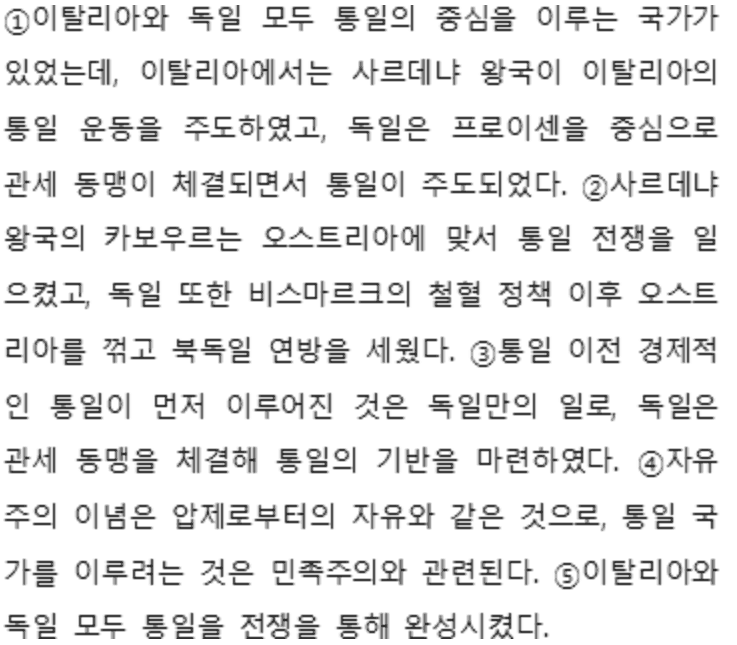 ①이탈리아와 독일 모두 통일의 중심을 이루는 국가가
있었는데, 이탈리아에서는 사르데냐 왕국이 이탈리아의
통일 운동을 주도하였고, 독일은 프로이센을 중심으로
관세 동맹이 체결되면서 통일이 주도되었다. ②사르데냐
왕국의 카보우르는 오스트리아에 맞서 통일 전쟁을 일
으켰고, 독일 또한 비스마르크의 철혈 정책 이후 오스트
리아를 꺾고 북독일 연방을 세웠다. ③통일 이전 경제적
인 통일이 먼저 이루어진 것은 독일만의 일로, 독일은
관세 동맹을 체결해 통일의 기반을 마련하였다. ④자유
주의 이념은 압제로부터의 자유와 같은 것으로, 통일 국
가를 이루려는 것은 민족주의와 관련된다. ⑤이탈리아와
독일 모두 통일을 전쟁을 통해 완성시켰다.